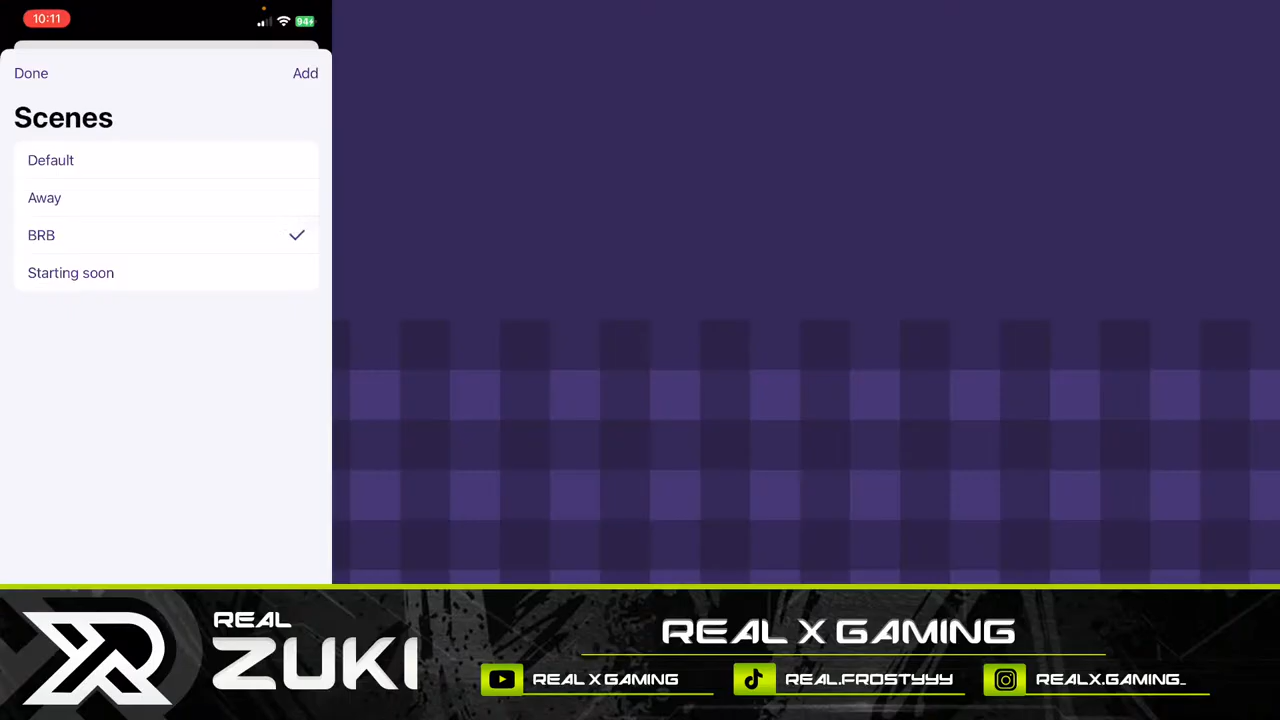 10:11
94
Done
Add
Scenes
Default
Away
BRB
Starting soon
REAL
ZUKI
REAL X GAMING
REAL X GAMING
REAL.FROSTYYY
REALX.GAMING_